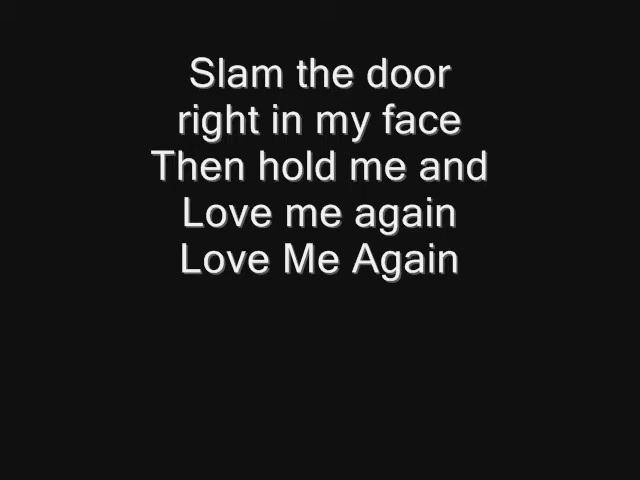 Slam the door
right in my face
Then hold me and
Love me again
Love Me Again